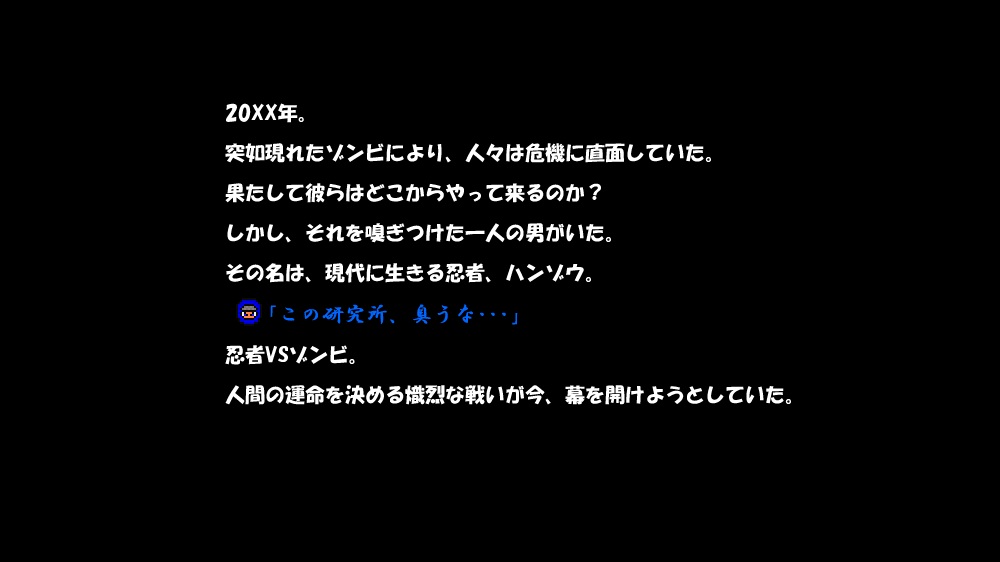 20XX年。
突如現れたゾンビにより、人々は危機に直面していた。
果たして彼らはどこからやって来るのか？
しかし、それを嗅ぎつけた一人の男がいた。
その名は、現代に生きる忍者、ハンゾウ。
「この研究所、臭うな･･･」
忍者VSゾンビ。
人間の運命を決める熾烈な戦いが今、幕を開けようとしていた。